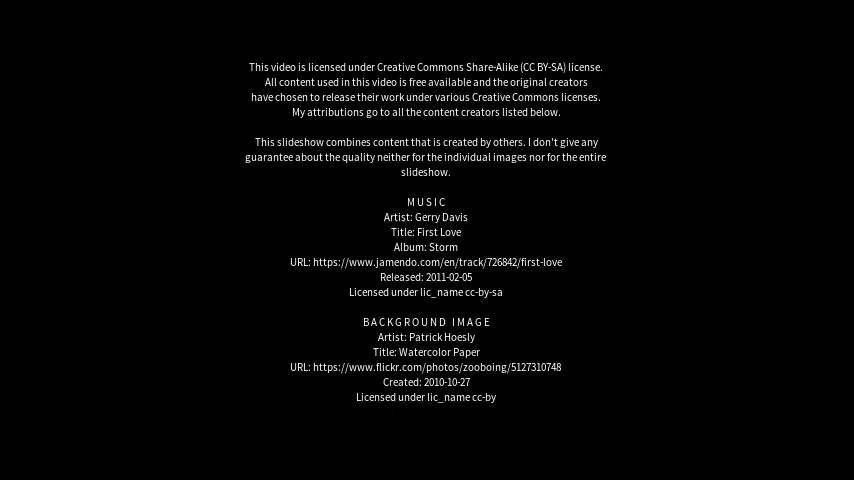 This video is licensed under Creative Commons Share-Alike (CC BY-SA) license.
All content used in this video is free available and the original creators
have chosen to release their work under various Creative Commons licenses.
My attributions go to all the content creators listed below.
This slideshow combines content that is created by others. I don't give any
guarantee about the quality neither for the individual images nor for the entire
slideshow.
MUSIC
Artist: Gerry Davis
Title: First Love
Album: Storm
URL: https://www.jamendo.com/en/track/726842/first-love
Released: 2011-02-05
Licensed under lic_name cc-by-sa
BACKGROUND IMAGE
Artist: Patrick Hoesly
Title: Watercolor Paper
URL: https://www.flickr.com/photos/zooboing/5127310748
Created: 2010-10-27
Licensed under lic_name cc-by